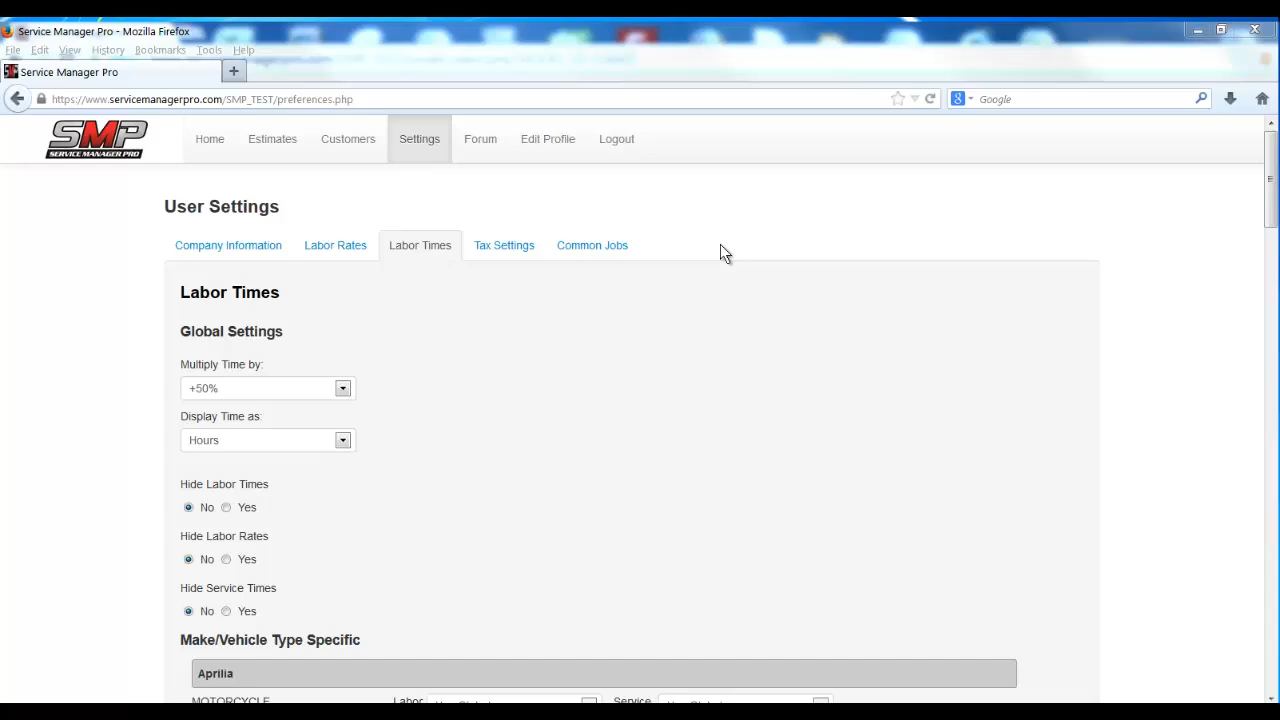 Service Manager Pro - Mozilla Firefox
File Edit View History Bookmarks Tools Help
Service Manager Pro
https://www.servicemanagerpro.com/SMP_TEST/preferences.php
Google
SMP
SERVICE MANAGER PRO
Home Estimates Customers Settings Forum Edit Profile Logout
User Settings
Company Information Labor Rates Labor Times Tax Settings Common Jobs
Labor Times
Global Settings
Multiply Time by:
+50%
Display Time as:
Hours
Hide Labor Times
No Yes
Hide Labor Rates
No Yes
Hide Service Times
No Yes
Make/Vehicle Type Specific
Aprilia
MOTORCYCLE Labor Service